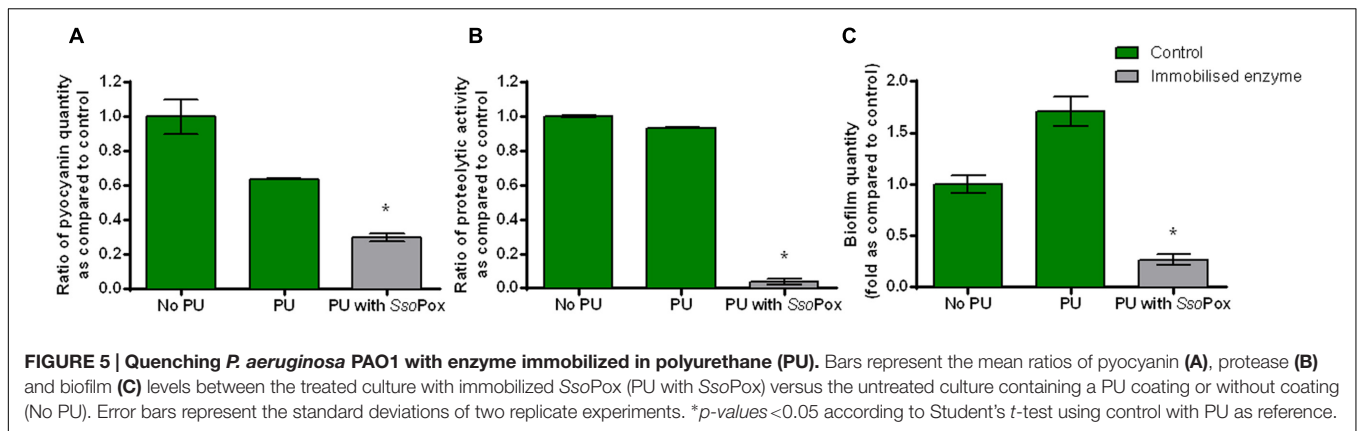 A
Ratio of pyocyanin quantity
as compared to control
1.2
1.0
0.8
0.6
0.4
0.2
0.0
*
No PU PU PU with SsoPox
B
Ratio of proteolytic activity
as compared to control
1.2
1.0
0.8
0.6
0.4
0.2
0.0
*
No PU PU PU with SsoPox
C
Biofilm quantity
(fold as compared to control)
2.0
1.5
1.0
0.5
0.0
*
No PU PU PU with SsoPox
Control
Immobilised enzyme
FIGURE 5 | Quenching P. aeruginosa PAO1 with enzyme immobilized in polyurethane (PU). Bars represent the mean ratios of pyocyanin (A), protease (B)
and biofilm (C) levels between the treated culture with immobilized SsoPox (PU with SsoPox) versus the untreated culture containing a PU coating or without coating
(No PU). Error bars represent the standard deviations of two replicate experiments. *p-values <0.05 according to Student's t-test using control with PU as reference.